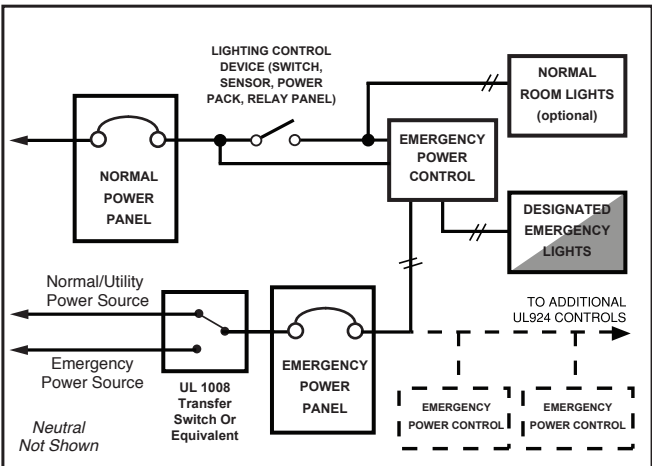 LIGHTING CONTROL
DEVICE (SWITCH,
SENSOR, POWER
PACK, RELAY PANEL)
NORMAL
ROOM LIGHTS
(optional)
NORMAL
POWER
PANEL
EMERGENCY
POWER
CONTROL
DESIGNATED
EMERGENCY
LIGHTS
Normal/Utility
Power Source
Emergency
Power Source
UL 1008
Transfer
Switch Or
Equivalent
EMERGENCY
POWER
PANEL
TO ADDITIONAL
UL924 CONTROLS
EMERGENCY
POWER CONTROL
EMERGENCY
POWER CONTROL
Neutral
Not Shown